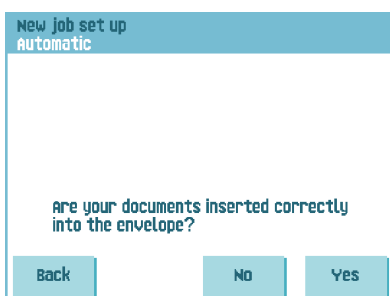 New job set up
Automatic
Are your documents inserted correctly
into the envelope?
Back No Yes